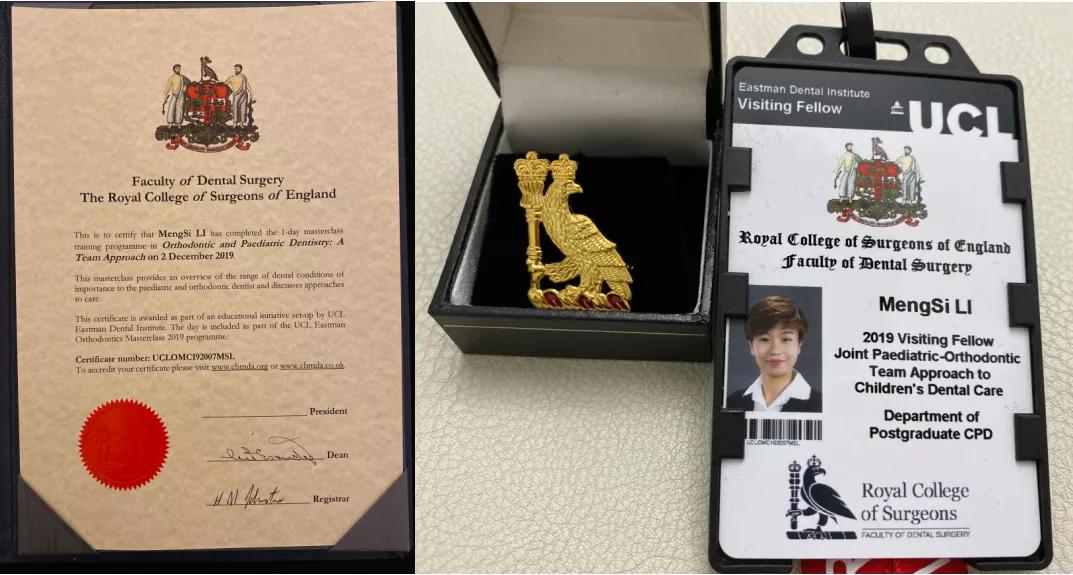 Faculty of Dental Surgery
The Royal College of Surgeons of England
This is to certify that MengSi LI has completed the 1-day masterclass
training programme in Orthodontic and Paediatric Dentistry: A
Team Approach on 2 December 2019.
This masterclass provides an overview of the range of dental conditions of
importance to the paediatric and orthodontic dentist and discusses approaches
to care.
This certificate is awarded as part of an educational initiative set-up by UCL
Eastman Dental Institute. The day is included as part of the UCL Eastman
Orthodontics Masterclass 2019 programme.
Certificate number: UCLOMC192007MSL
To accredit your certificate please visit www.cbmda.org or www.cbmda.co.uk.
President
Dean
Registrar
Eastman Dental Institute
Visiting Fellow
UCL
Royal College of Surgeons of England
Faculty of Dental Surgery
MengSi LI
2019 Visiting Fellow
Joint Paediatric-Orthodontic
Team Approach to
Children's Dental Care
Department of
Postgraduate CPD
UCLOMC192007MSL
Royal College
of Surgeons
FACULTY OF DENTAL SURGERY